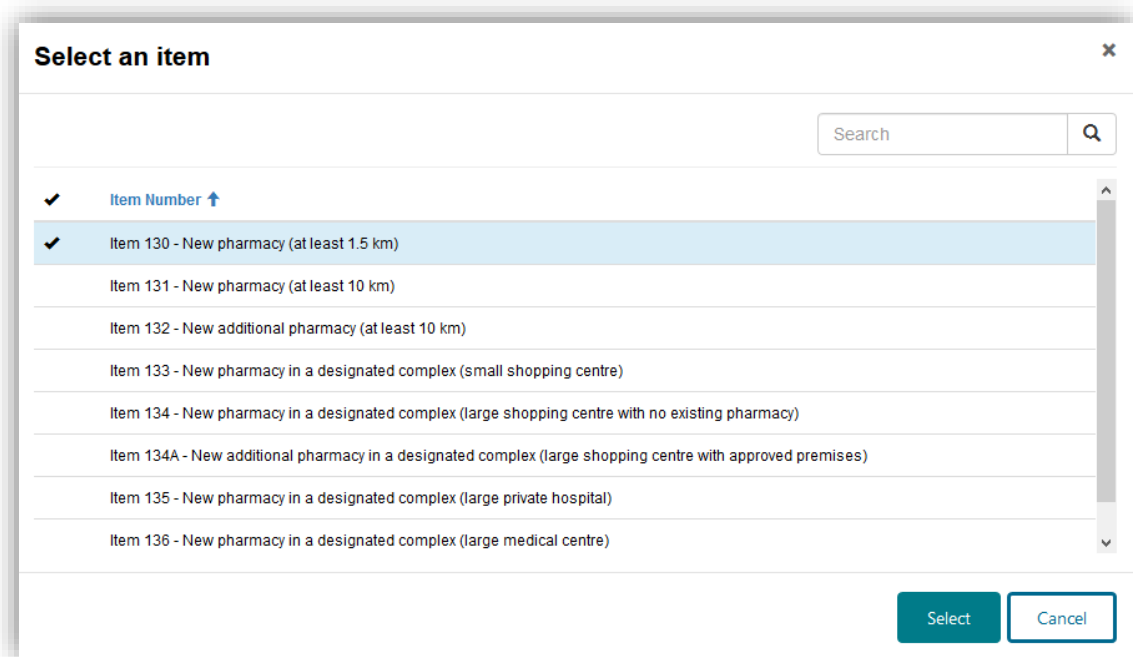 Select an item
Search
Item Number
Item 130 - New pharmacy (at least 1.5 km)
Item 131 - New pharmacy (at least 10 km)
Item 132 - New additional pharmacy (at least 10 km)
Item 133 - New pharmacy in a designated complex (small shopping centre)
Item 134 - New pharmacy in a designated complex (large shopping centre with no existing pharmacy)
Item 134A - New additional pharmacy in a designated complex (large shopping centre with approved premises)
Item 135 - New pharmacy in a designated complex (large private hospital)
Item 136 - New pharmacy in a designated complex (large medical centre)
Select Cancel